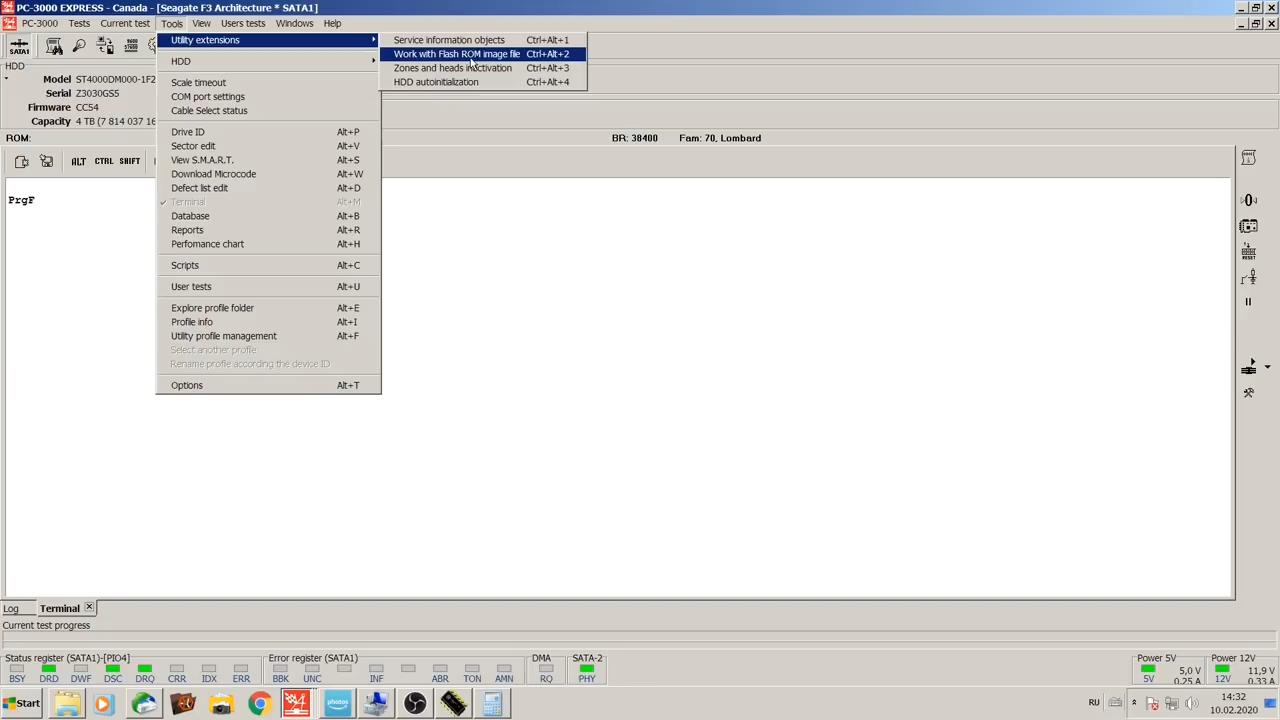 PC-3000 EXPRESS - Canada - [Seagate F3 Architecture * SATA1]
PC-3000 Tests Current test Tools View Users tests Windows Help
SATA1
HDD
Model ST4000DM000-1F2
Serial Z3030GS5
Firmware CC54
Capacity 4 TB (7 814 037 16
ROM:
BR: 38400 Fam: 70, Lombard
ALT CTRL SHIFT
PrgF
Utility extensions
HDD
Scale timeout
COM port settings
Cable Select status
Drive ID Alt+P
Sector edit Alt+V
View S.M.A.R.T. Alt+S
Download Microcode Alt+W
Defect list edit Alt+D
Terminal Alt+M
Database Alt+B
Reports Alt+R
Perfomance chart Alt+H
Scripts Alt+C
User tests Alt+U
Explore profile folder Alt+E
Profile info Alt+I
Utility profile management Alt+F
Select another profile
Rename profile according the device ID
Options Alt+T
Service information objects Ctrl+Alt+1
Work with Flash ROM image file Ctrl+Alt+2
Zones and heads inactivation Ctrl+Alt+3
HDD autoinitialization Ctrl+Alt+4
RESET
Log Terminal
Current test progress
Status register (SATA1)-[PIO4] Error register (SATA1) DMA SATA-2 Power 5V Power 12V
BSY DRD DWF DSC DRQ CRR IDX ERR BBK UNC INF ABR TON AMN RQ PHY 5V 5,0 V 12V 11,9 V
0.25 A 0.33 A
Start photos RU 14:32
10.02.2020